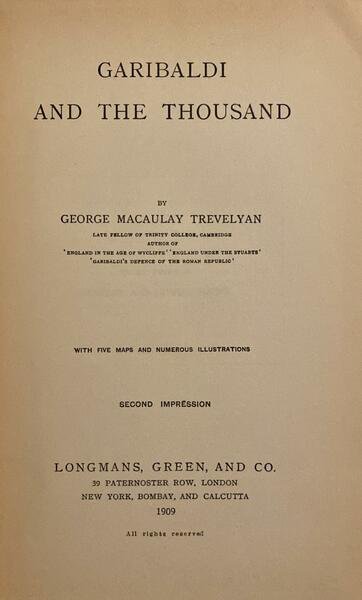 GARIBALDI
AND THE THOUSAND
BY
GEORGE MACAULAY TREVELYAN
LATE FELLOW OF TRINITY COLLEGE, CAMBRIDGE
AUTHOR OF
'ENGLAND IN THE AGE OF WYCLIFFE' 'ENGLAND UNDER THE STUARTS'
'GARIBALDI'S DEFENCE OF THE ROMAN REPUBLIC'
WITH FIVE MAPS AND NUMEROUS ILLUSTRATIONS
SECOND IMPRESSION
LONGMANS, GREEN, AND CO.
39 PATERNOSTER ROW, LONDON
NEW YORK, BOMBAY, AND CALCUTTA
1909
All rights reserved